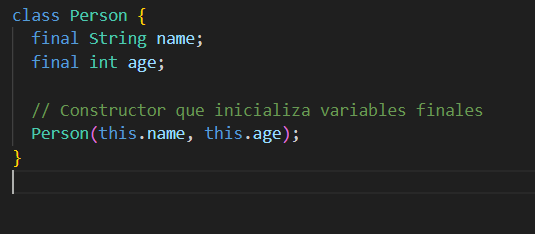 class Person {
  final String name;
  final int age;

  // Constructor que inicializa variables finales
  Person(this.name, this.age);
}